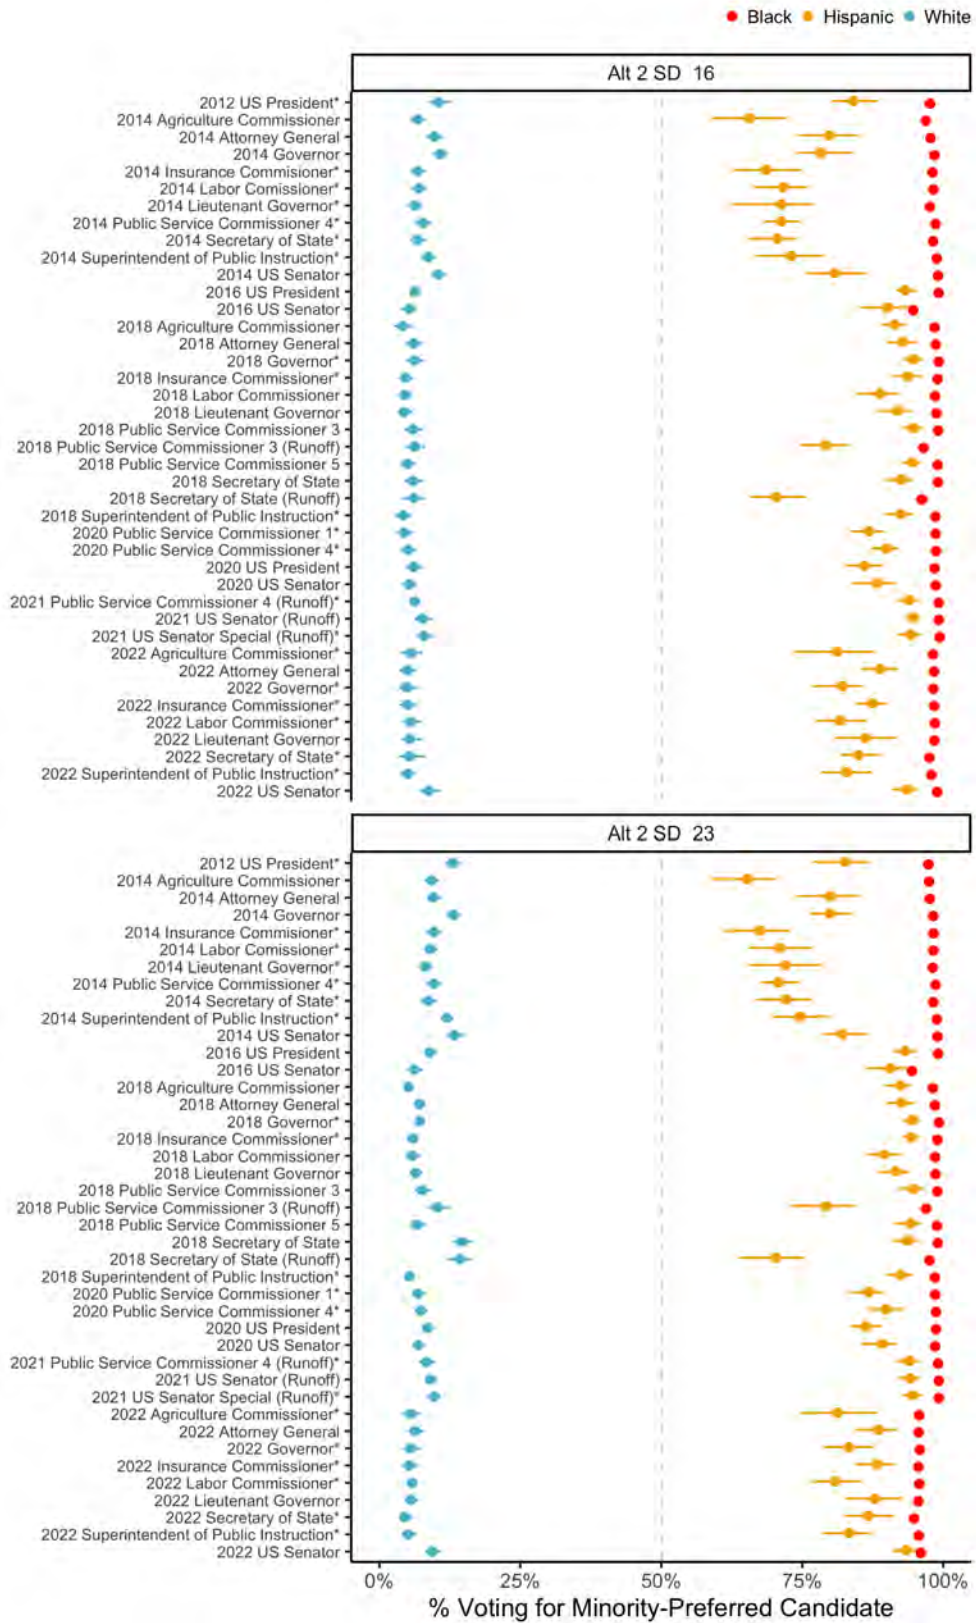 Black Hispanic White
Alt 2 SD 16
2012 US President*
2014 Agriculture Commissioner
2014 Attorney General
2014 Governor
2014 Insurance Commisioner*
2014 Labor Comissioner*
2014 Lieutenant Governor*
2014 Public Service Commissioner 4*
2014 Secretary of State*
2014 Superintendent of Public Instruction*
2014 US Senator
2016 US President
2016 US Senator
2018 Agriculture Commissioner
2018 Attorney General
2018 Governor*
2018 Insurance Commissioner*
2018 Labor Commissioner
2018 Lieutenant Governor
2018 Public Service Commissioner 3
2018 Public Service Commissioner 3 (Runoff)
2018 Public Service Commissioner 5
2018 Secretary of State
2018 Secretary of State (Runoff)
2018 Superintendent of Public Instruction*
2020 Public Service Commissioner 1*
2020 Public Service Commissioner 4*
2020 US President
2020 US Senator
2021 Public Service Commissioner 4 (Runoff)*
2021 US Senator (Runoff)
2021 US Senator Special (Runoff)*
2022 Agriculture Commissioner*
2022 Attorney General
2022 Governor*
2022 Insurance Commissioner*
2022 Labor Commissioner*
2022 Lieutenant Governor
2022 Secretary of State*
2022 Superintendent of Public Instruction*
2022 US Senator
Alt 2 SD 23
2012 US President*
2014 Agriculture Commissioner
2014 Attorney General
2014 Governor
2014 Insurance Commisioner*
2014 Labor Comissioner*
2014 Lieutenant Governor*
2014 Public Service Commissioner 4*
2014 Secretary of State*
2014 Superintendent of Public Instruction*
2014 US Senator
2016 US President
2016 US Senator
2018 Agriculture Commissioner
2018 Attorney General
2018 Governor*
2018 Insurance Commissioner*
2018 Labor Commissioner
2018 Lieutenant Governor
2018 Public Service Commissioner 3
2018 Public Service Commissioner 3 (Runoff)
2018 Public Service Commissioner 5
2018 Secretary of State
2018 Secretary of State (Runoff)
2018 Superintendent of Public Instruction*
2020 Public Service Commissioner 1*
2020 Public Service Commissioner 4*
2020 US President
2020 US Senator
2021 Public Service Commissioner 4 (Runoff)*
2021 US Senator (Runoff)
2021 US Senator Special (Runoff)*
2022 Agriculture Commissioner*
2022 Attorney General
2022 Governor*
2022 Insurance Commissioner*
2022 Labor Commissioner*
2022 Lieutenant Governor
2022 Secretary of State*
2022 Superintendent of Public Instruction*
2022 US Senator
0% 25% 50% 75% 100%
% Voting for Minority-Preferred Candidate